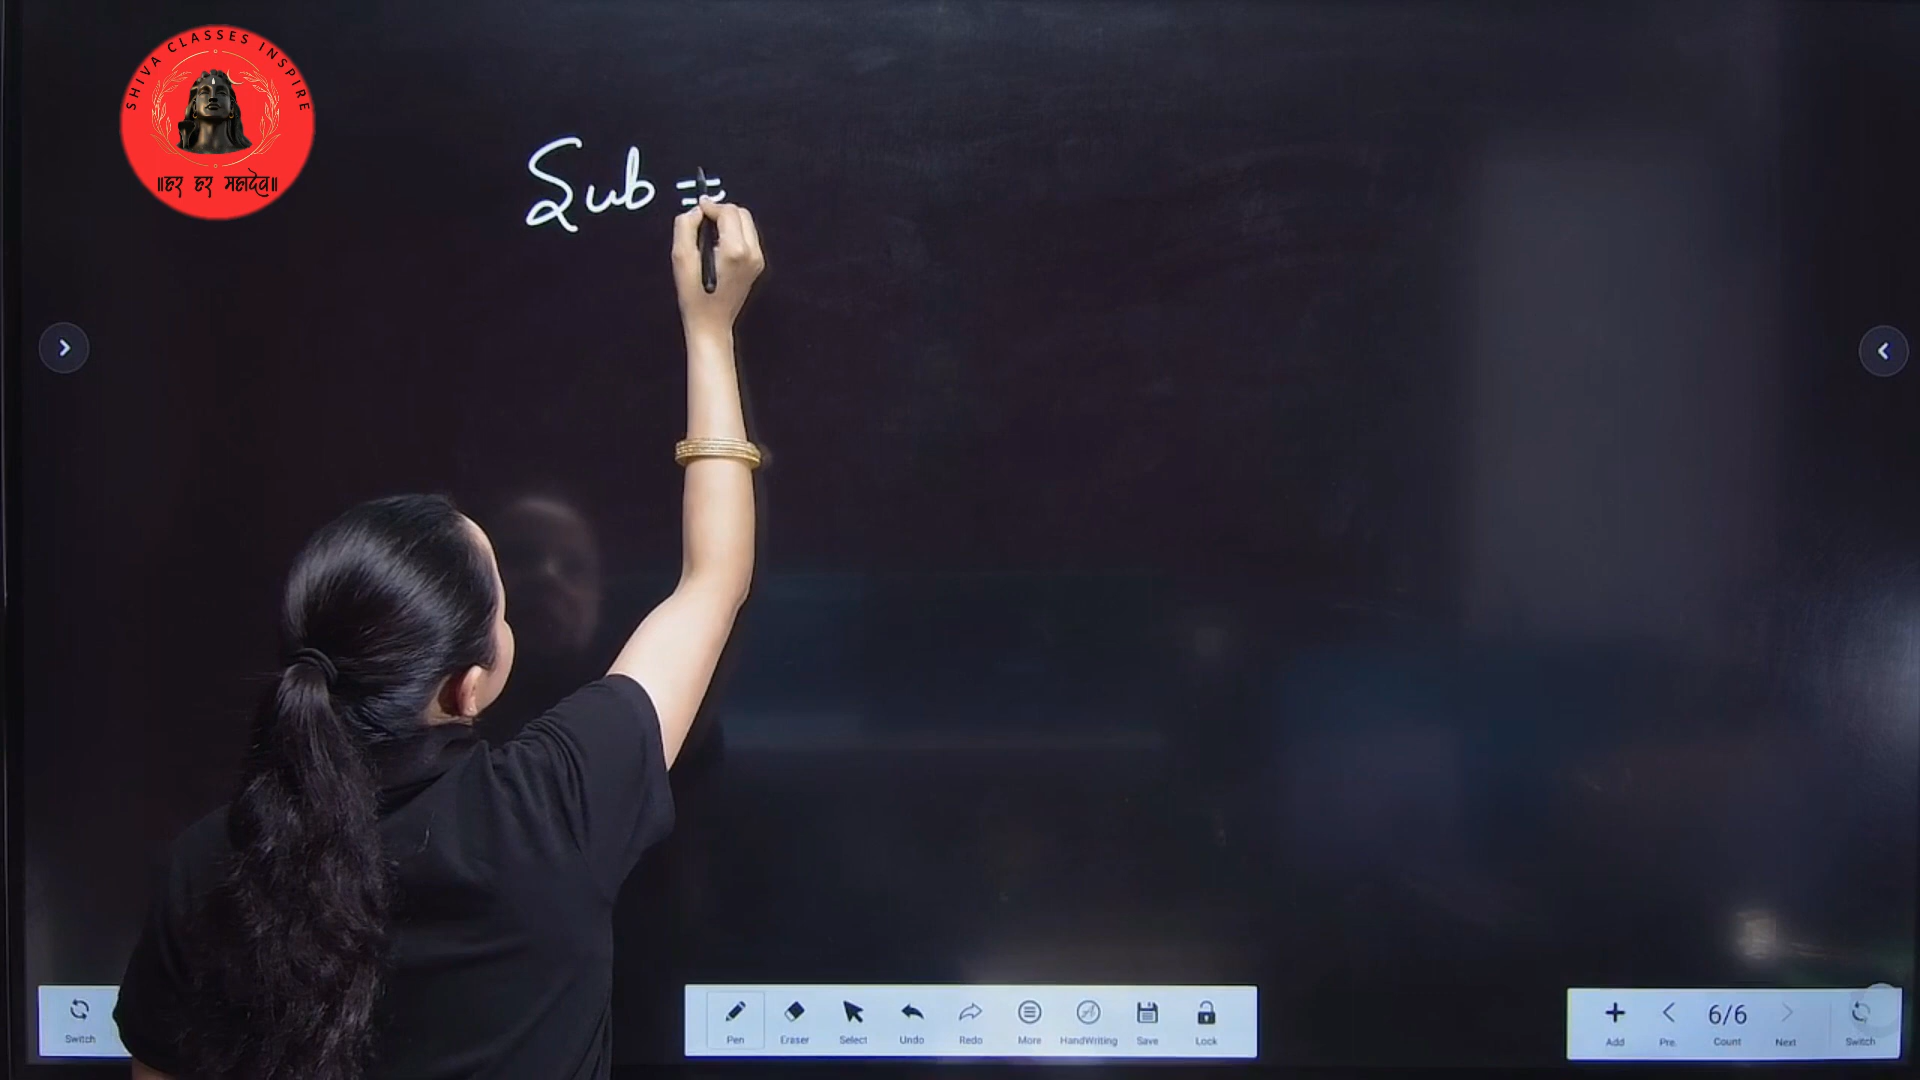 SHIVA CLASSES INSPIRE
॥हर हर महादेव॥
Sub =
Switch
Pen Eraser Select Undo Redo More HandWriting Save Lock
6/6
Add Pre. Count Next Switch